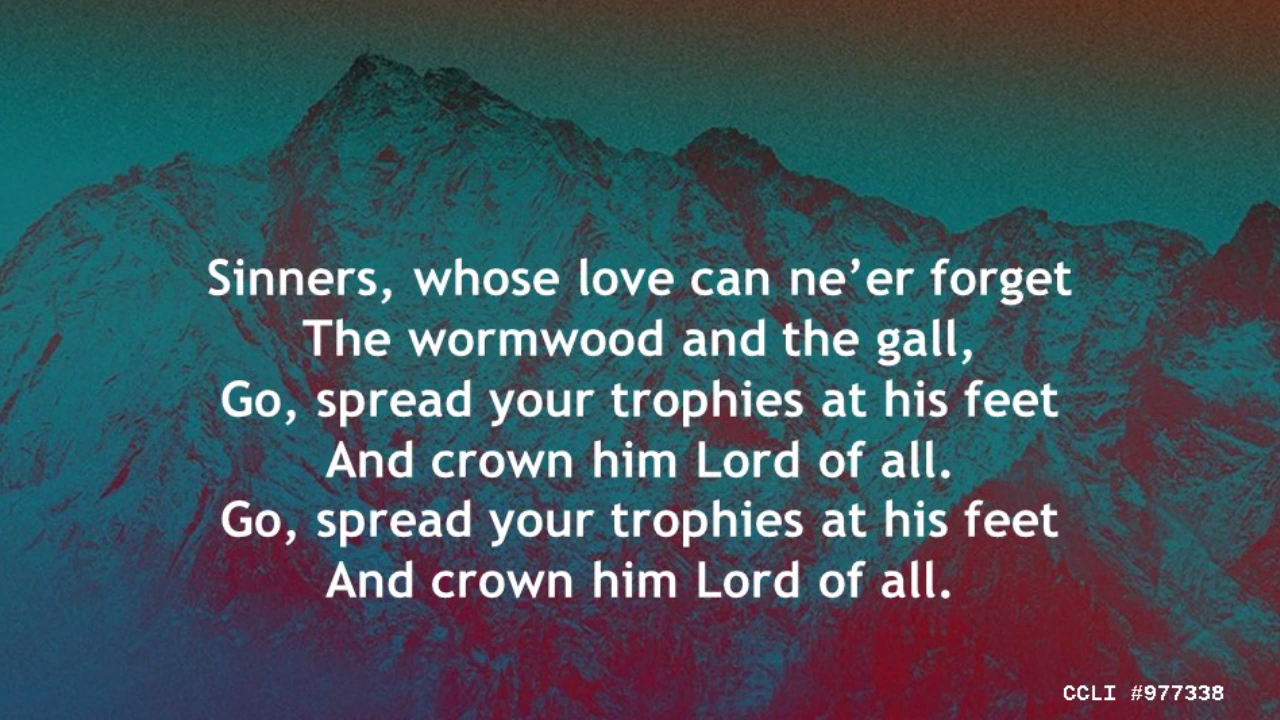 Sinners, whose love can ne’er forget
The wormwood and the gall,
Go, spread your trophies at his feet
And crown him Lord of all.
Go, spread your trophies at his feet
And crown him Lord of all.
CCLI #977338